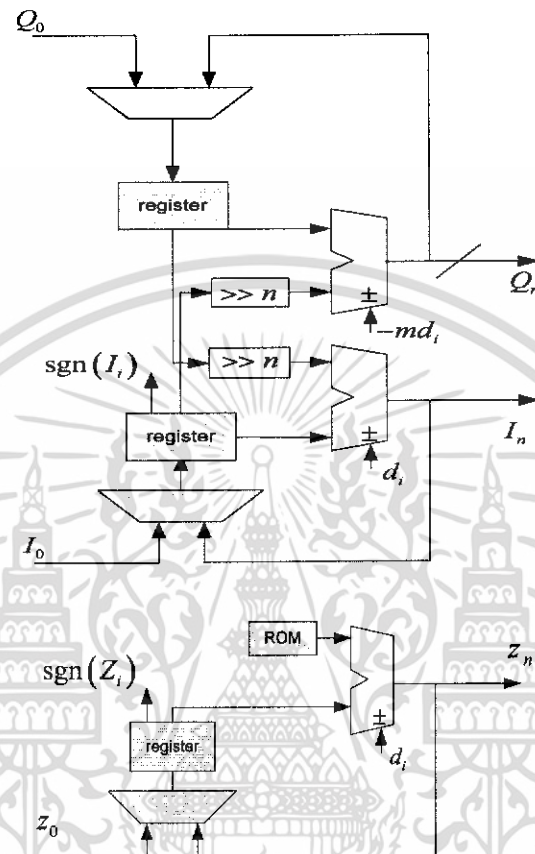 Q₀
register
>> n
±
Qₙ
−mdᵢ
sgn(Iᵢ)
>> n
register
±
Iₙ
dᵢ
I₀
ROM
zₙ
sgn(Zᵢ)
±
register
dᵢ
z₀